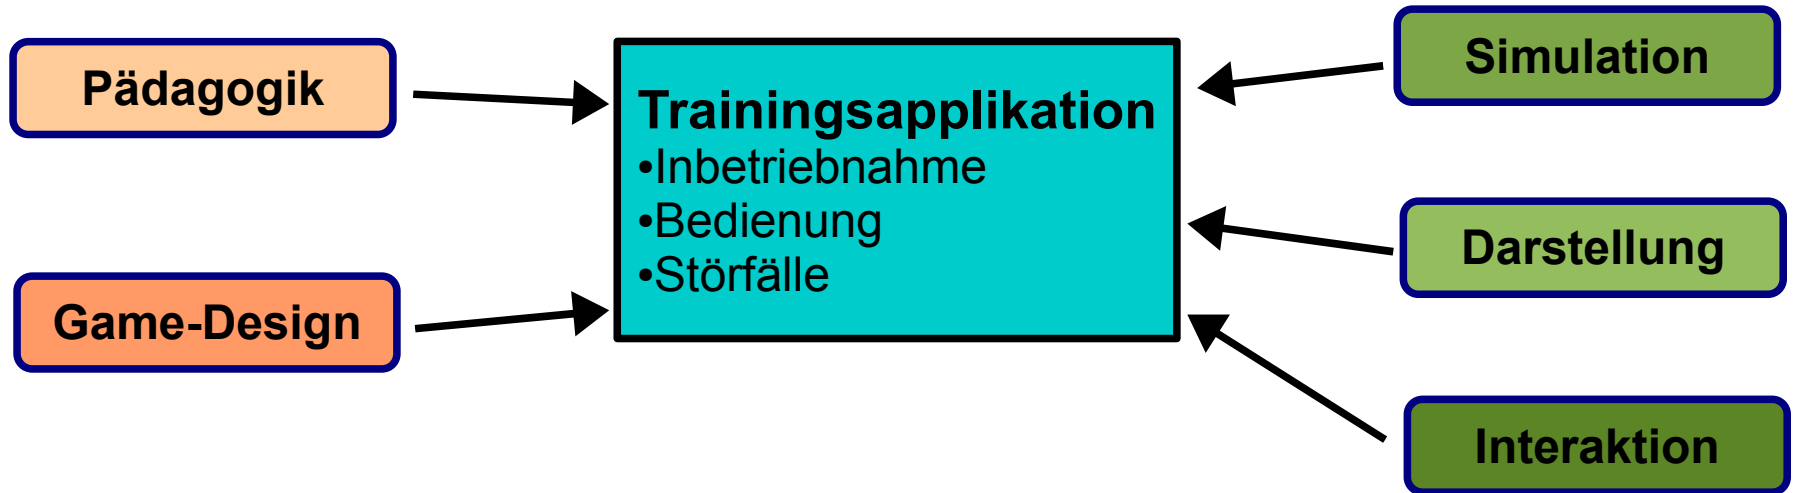 Pädagogik
Game-Design
Trainingsapplikation
•Inbetriebnahme
•Bedienung
•Störfälle
Simulation
Darstellung
Interaktion